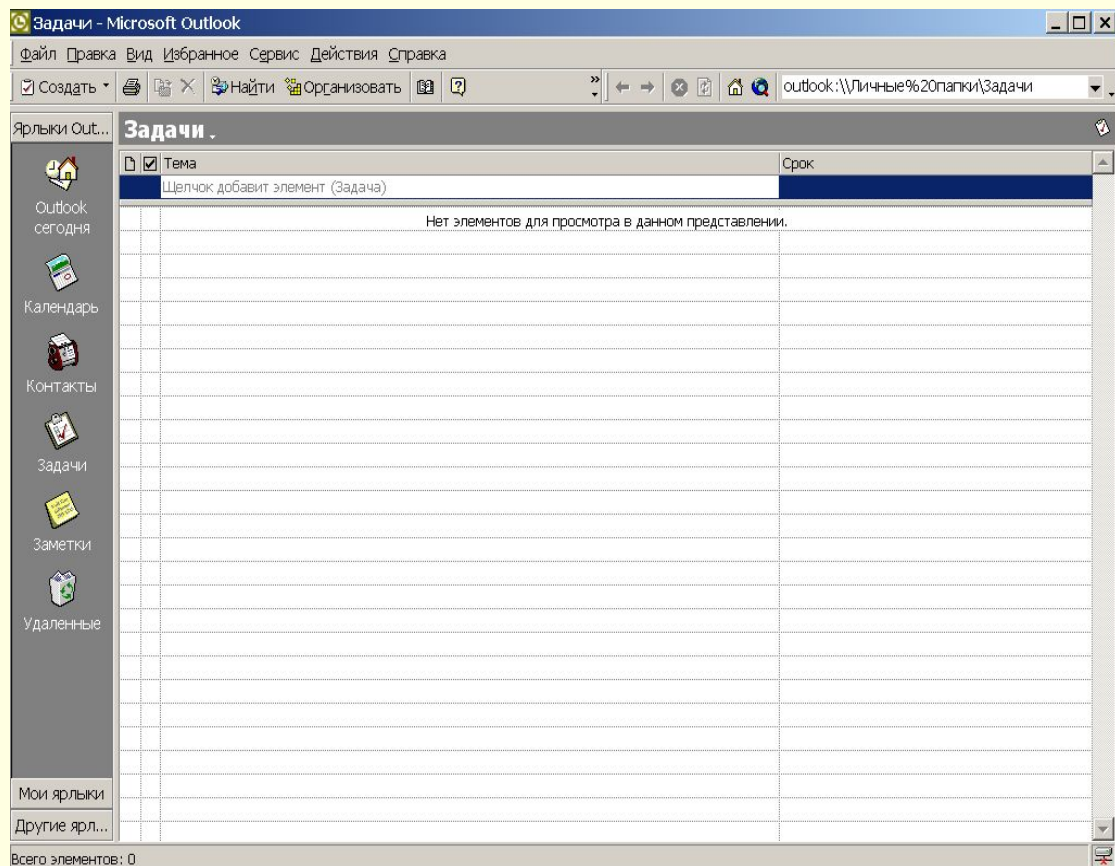 Задачи - Microsoft Outlook
Файл Правка Вид Избранное Сервис Действия Справка
Создать Найти Организовать outlook:\\Личные%20папки\Задачи
Ярлыки Out... Задачи.
Тема Срок
Щелчок добавит элемент (Задача)
Нет элементов для просмотра в данном представлении.
Outlook
сегодня
Календарь
Контакты
Задачи
Заметки
Удаленные
Мои ярлыки
Другие ярл...
Всего элементов: 0